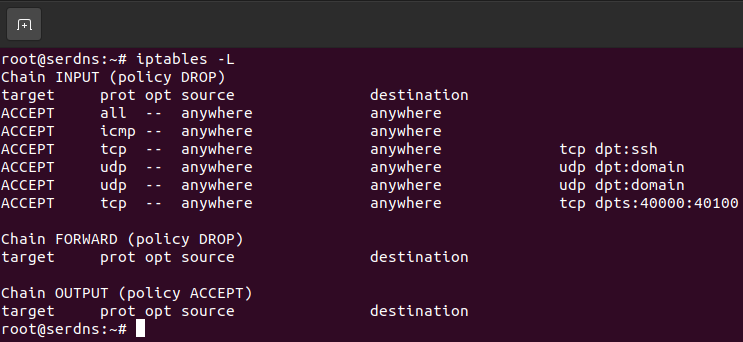 root@serdns:~# iptables -L
Chain INPUT (policy DROP)
target     prot opt source               destination
ACCEPT     all  --  anywhere             anywhere
ACCEPT     icmp --  anywhere             anywhere
ACCEPT     tcp  --  anywhere             anywhere             tcp dpt:ssh
ACCEPT     udp  --  anywhere             anywhere             udp dpt:domain
ACCEPT     udp  --  anywhere             anywhere             udp dpt:domain
ACCEPT     tcp  --  anywhere             anywhere             tcp dpts:40000:40100

Chain FORWARD (policy DROP)
target     prot opt source               destination

Chain OUTPUT (policy ACCEPT)
target     prot opt source               destination
root@serdns:~#